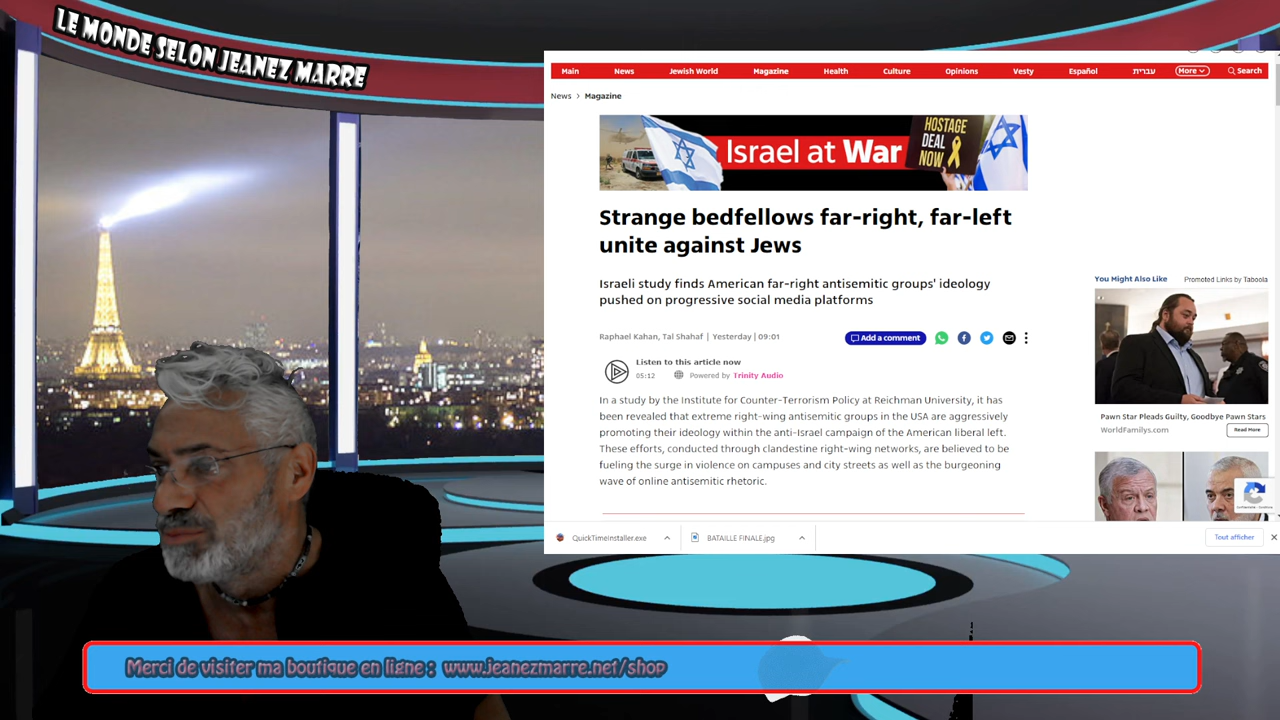 LE MONDE SELON JEANEZ MARRE
Main News Jewish World Magazine Health Culture Opinions Vesty Español עברית More Search
News > Magazine
Israel at War
HOSTAGE
DEAL
NOW
Strange bedfellows far-right, far-left
unite against Jews
Israeli study finds American far-right antisemitic groups' ideology
pushed on progressive social media platforms
Raphael Kahan, Tal Shahaf | Yesterday | 09:01
Add a comment
Listen to this article now
05:12 Powered by Trinity Audio
In a study by the Institute for Counter-Terrorism Policy at Reichman University, it has
been revealed that extreme right-wing antisemitic groups in the USA are aggressively
promoting their ideology within the anti-Israel campaign of the American liberal left.
These efforts, conducted through clandestine right-wing networks, are believed to be
fueling the surge in violence on campuses and city streets as well as the burgeoning
wave of online antisemitic rhetoric.
You Might Also Like Promoted Links by Taboola
Pawn Star Pleads Guilty, Goodbye Pawn Stars
WorldFamilys.com
Read More
QuickTimeInstaller.exe
BATAILLE FINALE.jpg
Tout afficher
Merci de visiter ma boutique en ligne : www.jeanezmarre.net/shop